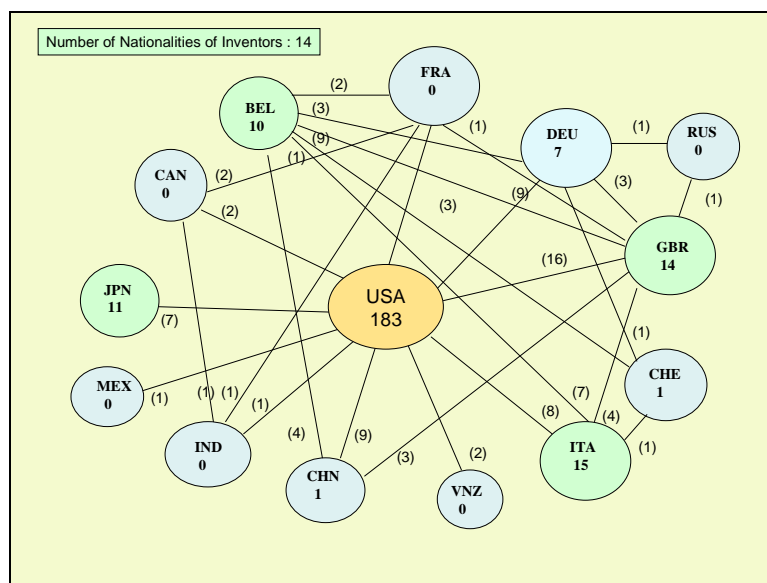 Number of Nationalities of Inventors : 14
FRA
0
(2)
BEL
10
(3)
(9)
(1)
DEU
7
(1)
RUS
0
CAN
0
(2)
(1)
(2)
(9)
(3)
(1)
(3)
GBR
14
(16)
JPN
11
(7)
USA
183
(1)
CHE
1
MEX
0
(1)
(1)
(1)
(1)
(7)
(8)
(4)
(1)
IND
0
(4)
(9)
(3)
(2)
ITA
15
CHN
1
VNZ
0